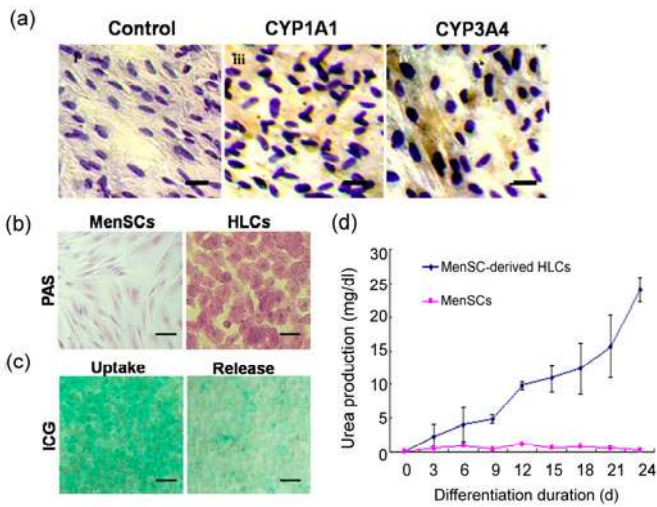 (a)
Control CYP1A1 CYP3A4
iii
(b)
MenSCs HLCs
PAS
(c)
Uptake Release
ICG
(d)
MenSC-derived HLCs
MenSCs
Urea production (mg/dl)
30
25
20
15
10
5
0
0 3 6 9 12 15 18 21 24
Differentiation duration (d)